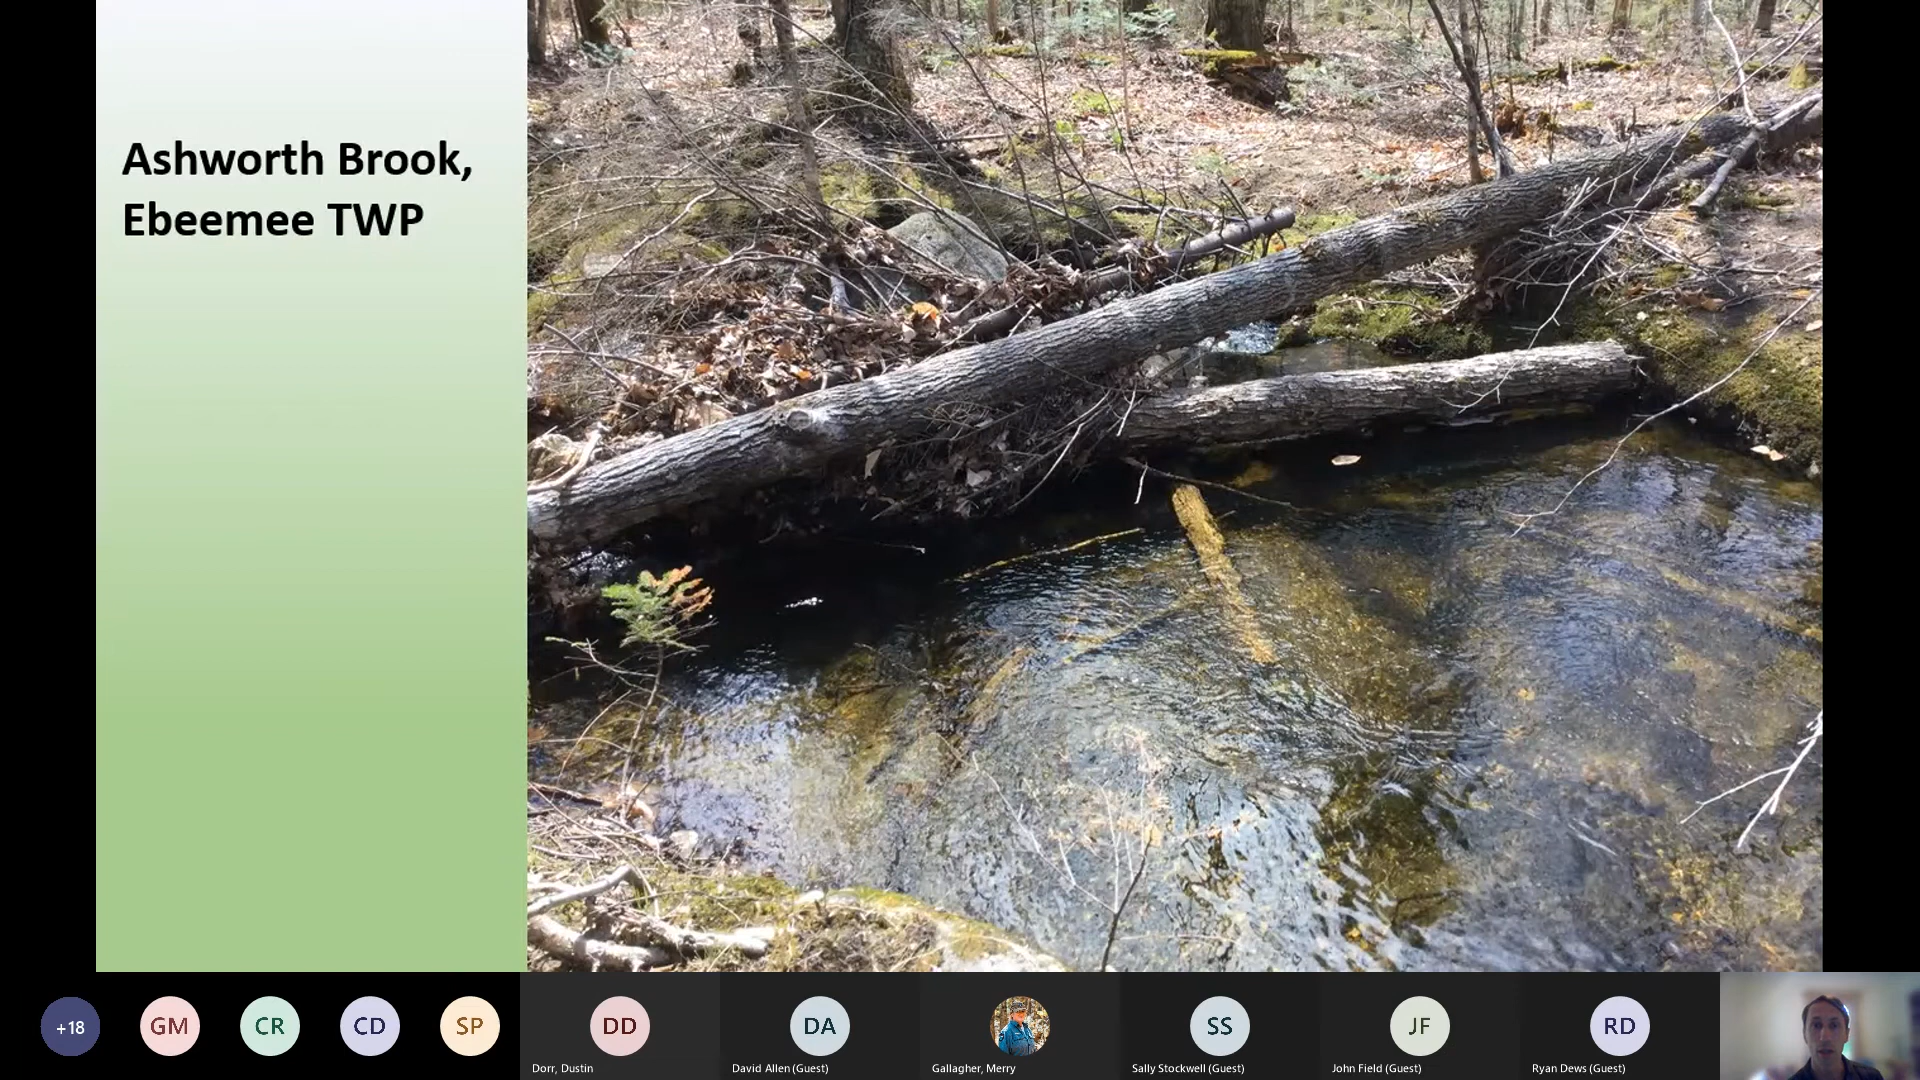 Ashworth Brook,
Ebeemee TWP
+18
GM
CR
CD
SP
DD
DA
SS
JF
RD
Dorr, Dustin
David Allen (Guest)
Gallagher, Merry
Sally Stockwell (Guest)
John Field (Guest)
Ryan Dews (Guest)